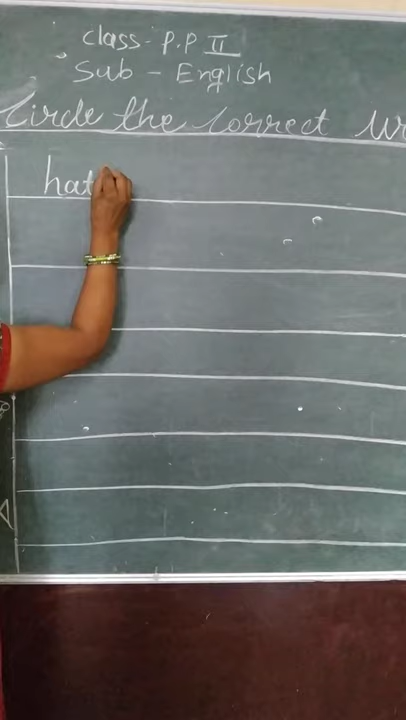 class - P.P II
Sub - English
Circle the correct
hat